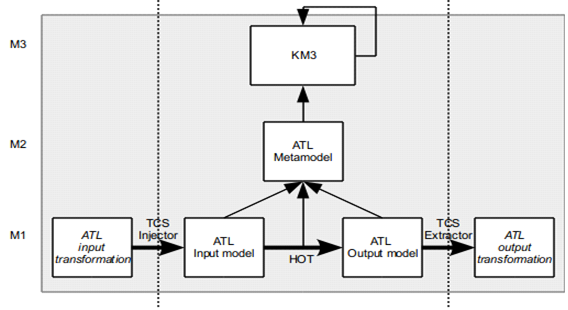 M3
KM3
M2
ATL
Metamodel
M1
ATL
input
transformation
TCS
Injector
ATL
Input model
HOT
ATL
Output model
TCS
Extractor
ATL
output
transformation